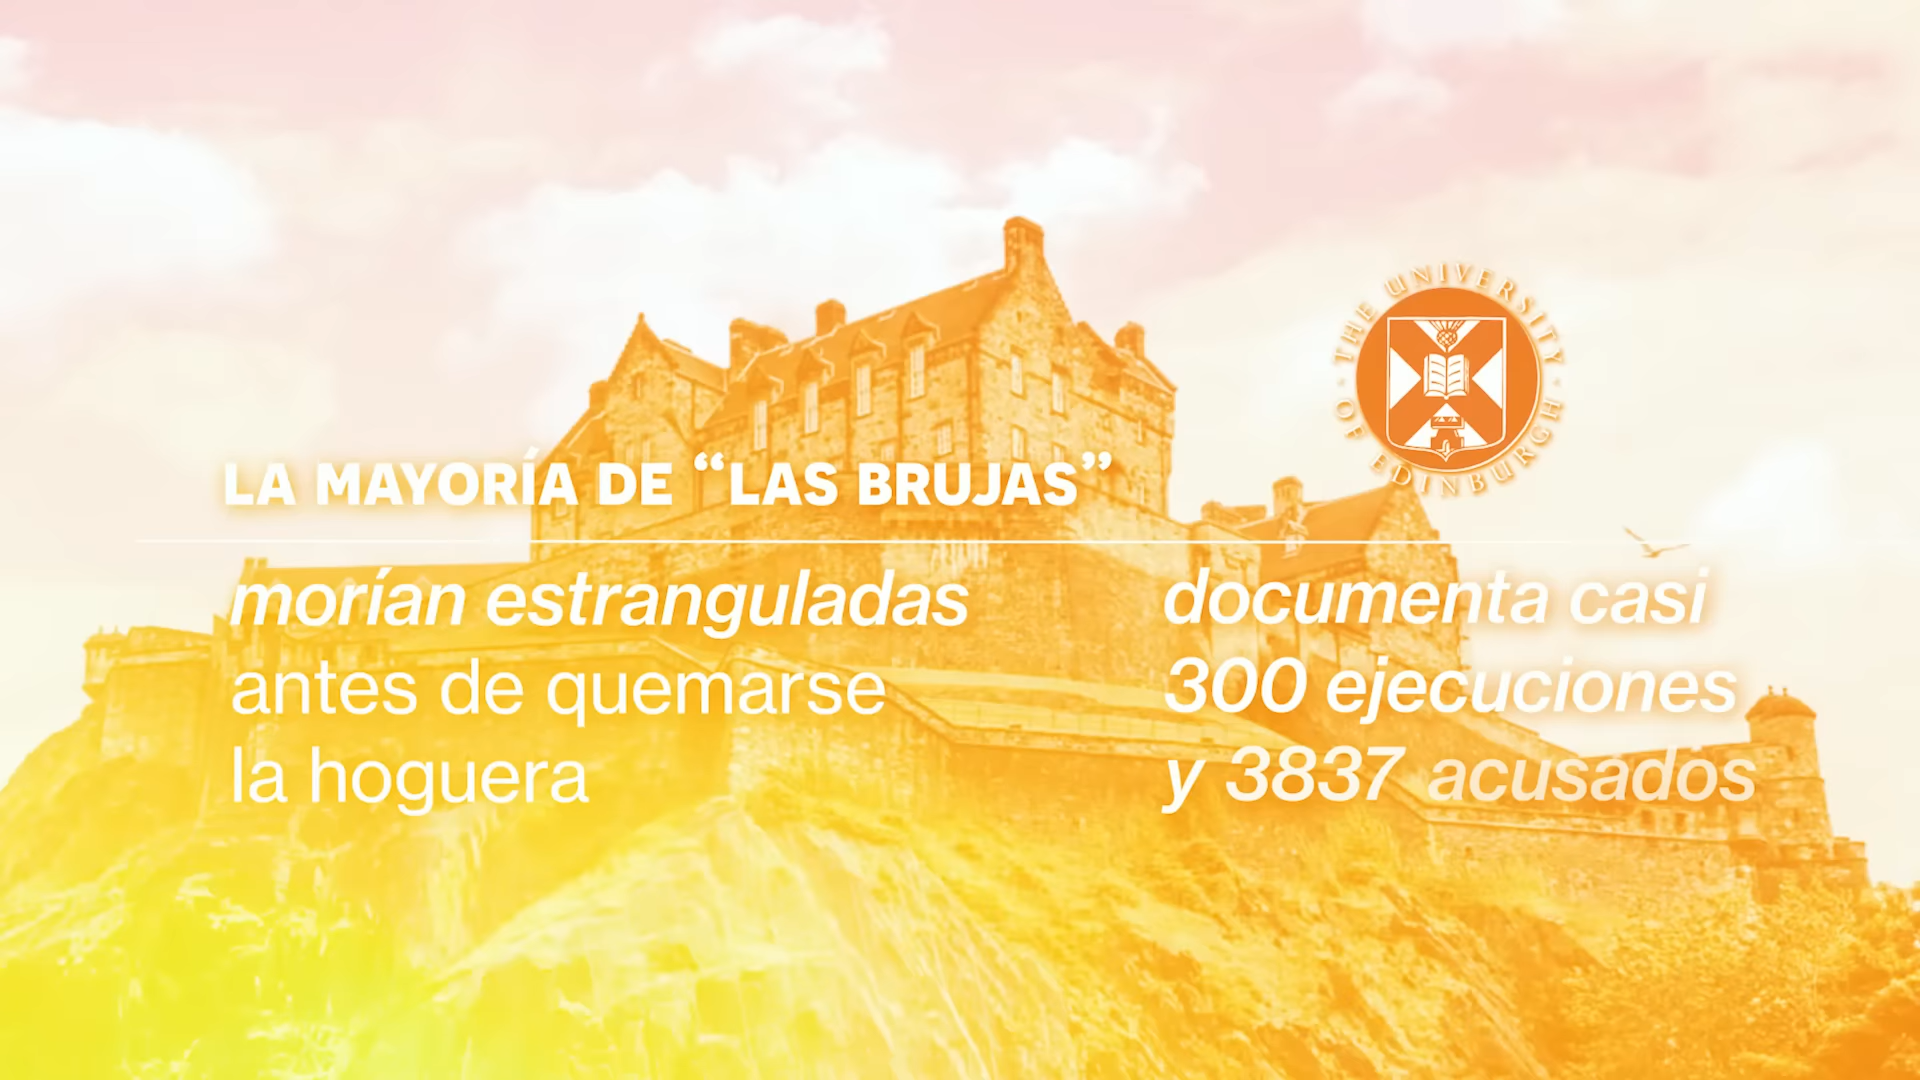 LA MAYORÍA DE “LAS BRUJAS”
morían estranguladas
antes de quemarse
la hoguera
THE UNIVERSITY
OF EDINBURGH
documenta casi
300 ejecuciones
y 3837 acusados